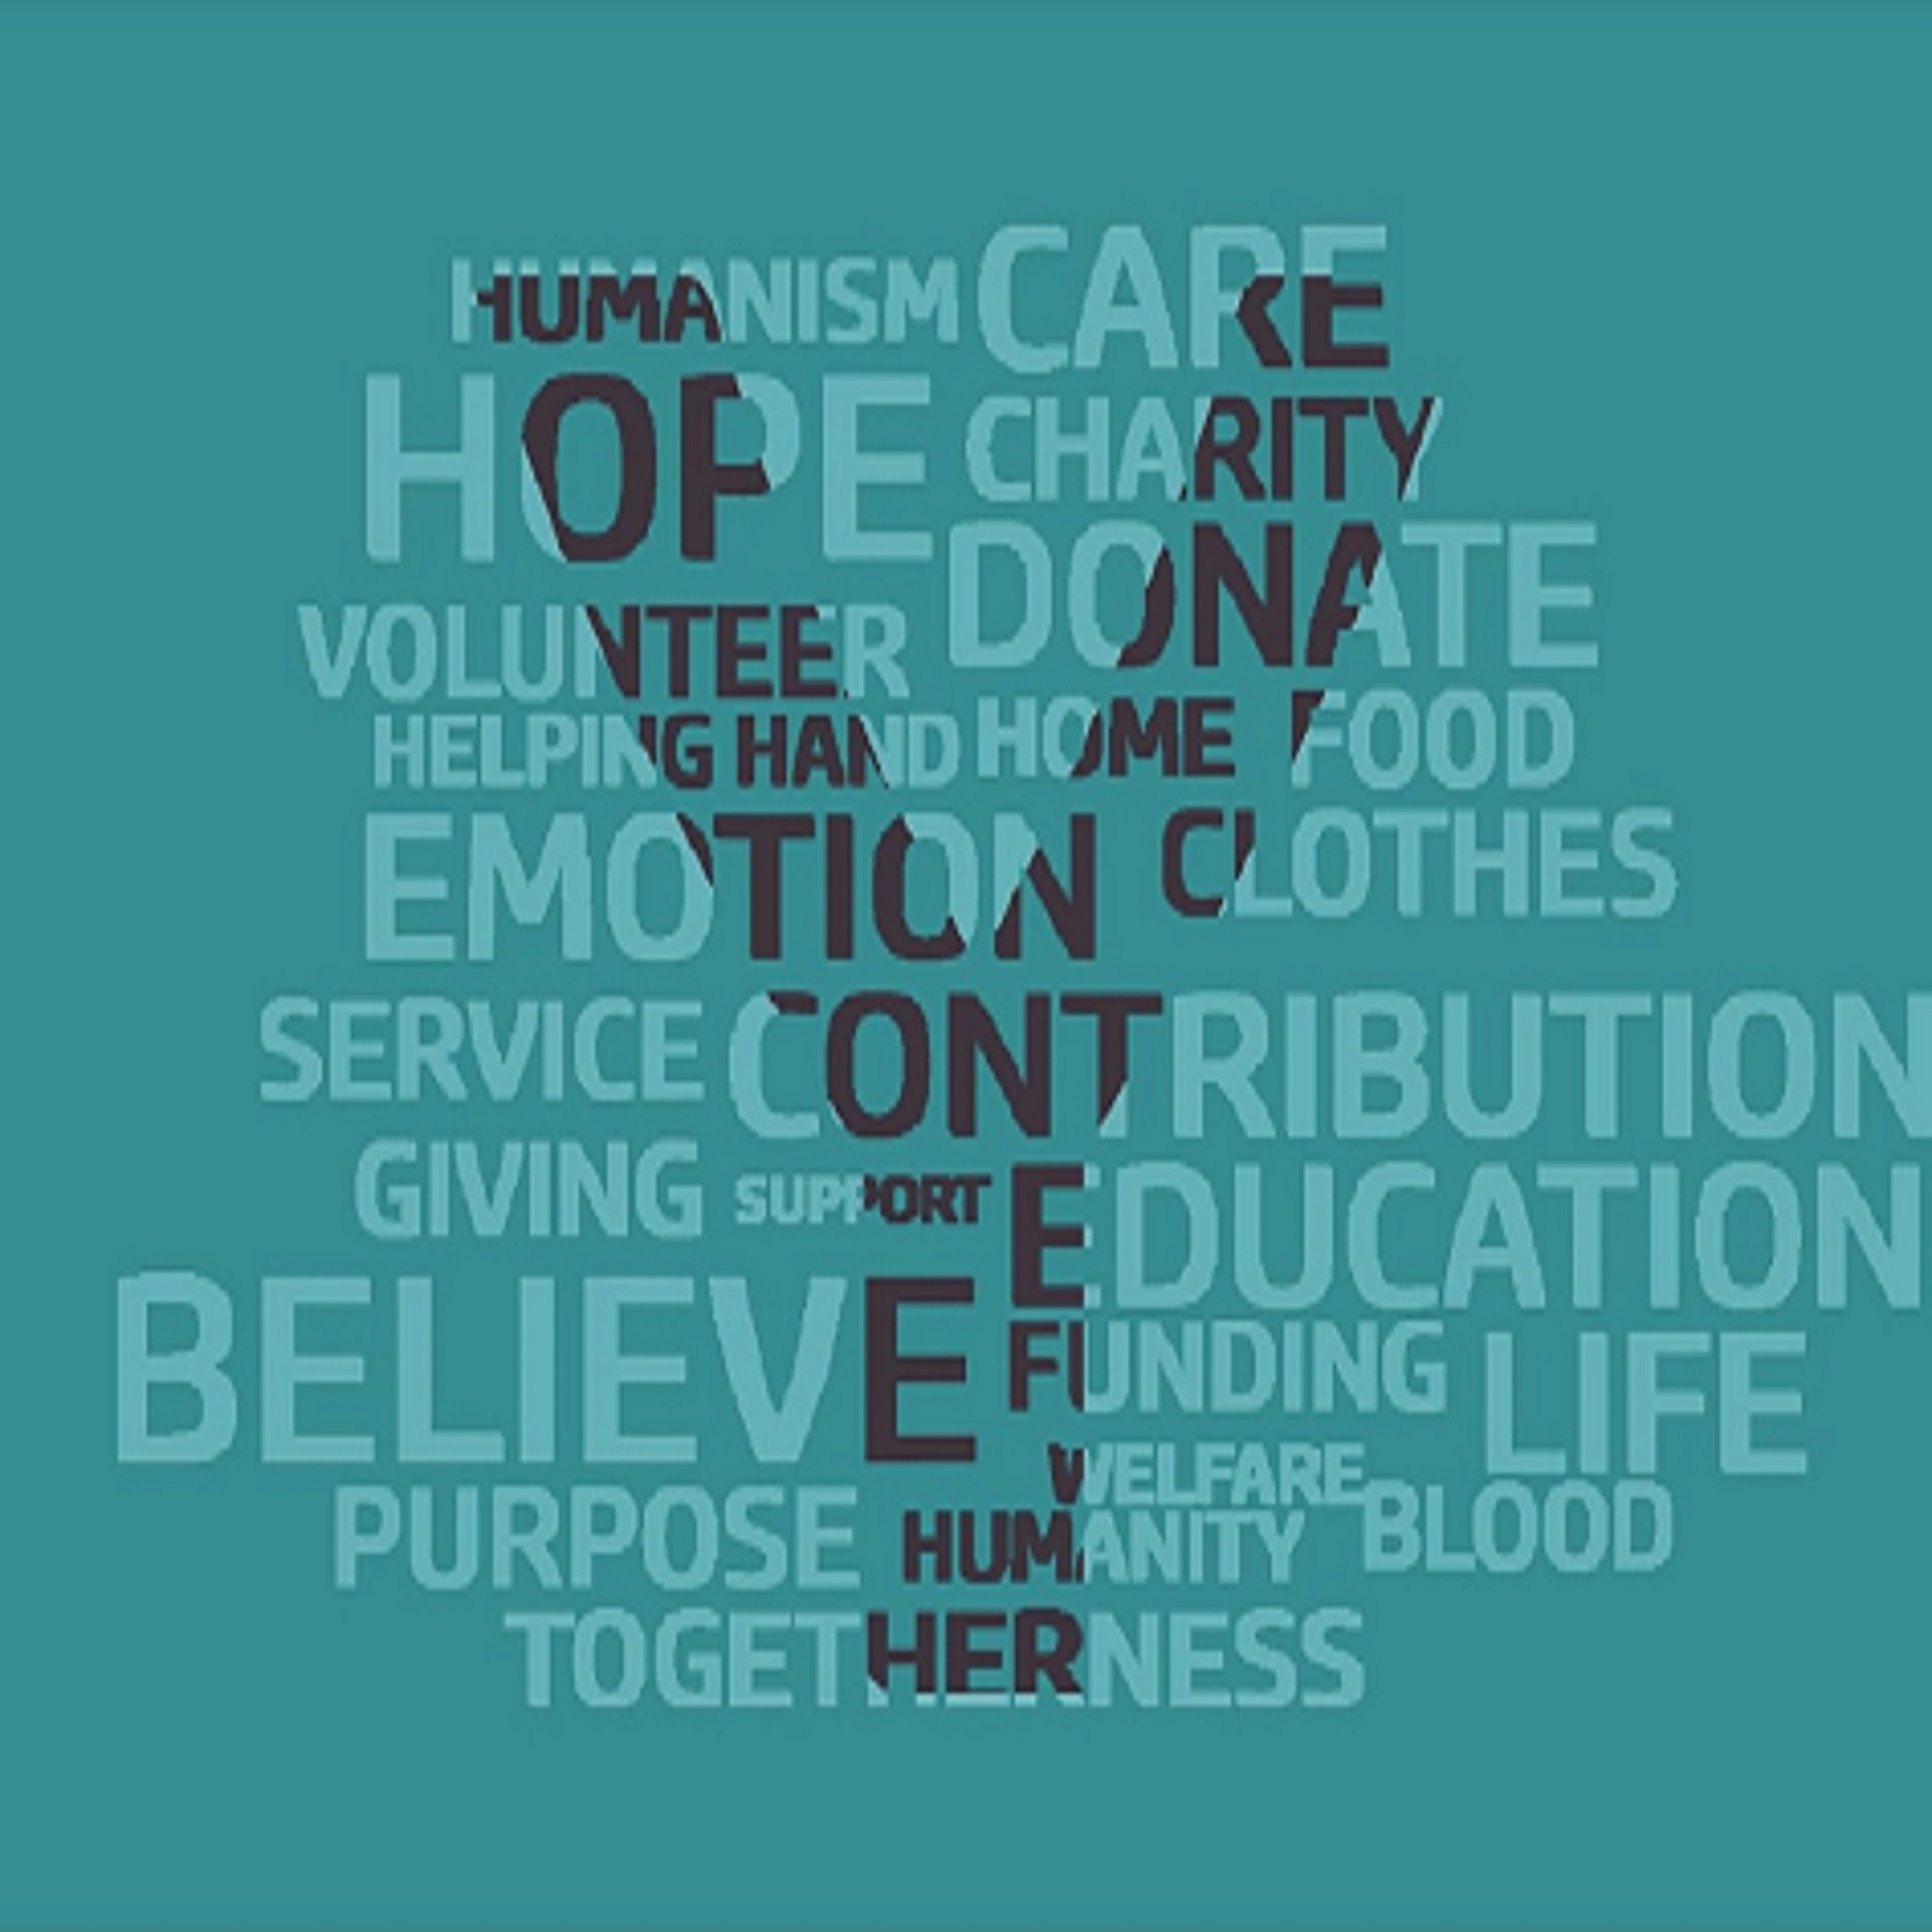 HUMANISM CARE
HOPE CHARITY
DONATE
VOLUNTEER
HELPING HAND HOME FOOD
EMOTION CLOTHES
SERVICE CONTRIBUTION
GIVING SUPPORT EDUCATION
BELIEVE FUNDING LIFE
WELFARE
PURPOSE HUMANITY BLOOD
TOGETHERNESS